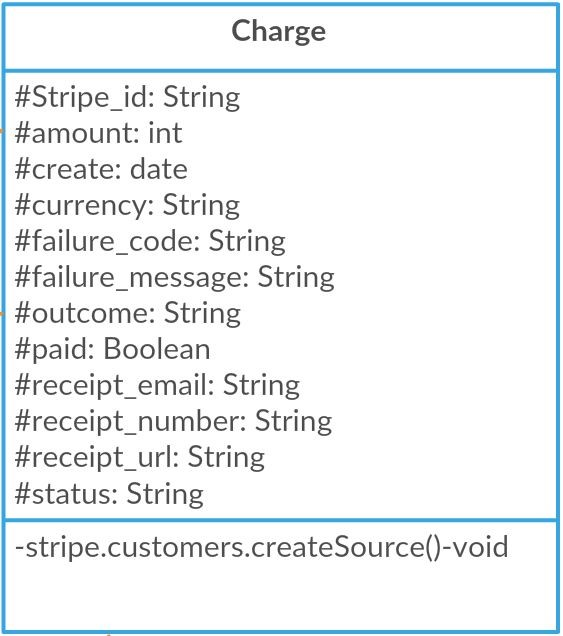 Charge
#Stripe_id: String
#amount: int
#create: date
#currency: String
#failure_code: String
#failure_message: String
#outcome: String
#paid: Boolean
#receipt_email: String
#receipt_number: String
#receipt_url: String
#status: String
-stripe.customers.createSource()-void